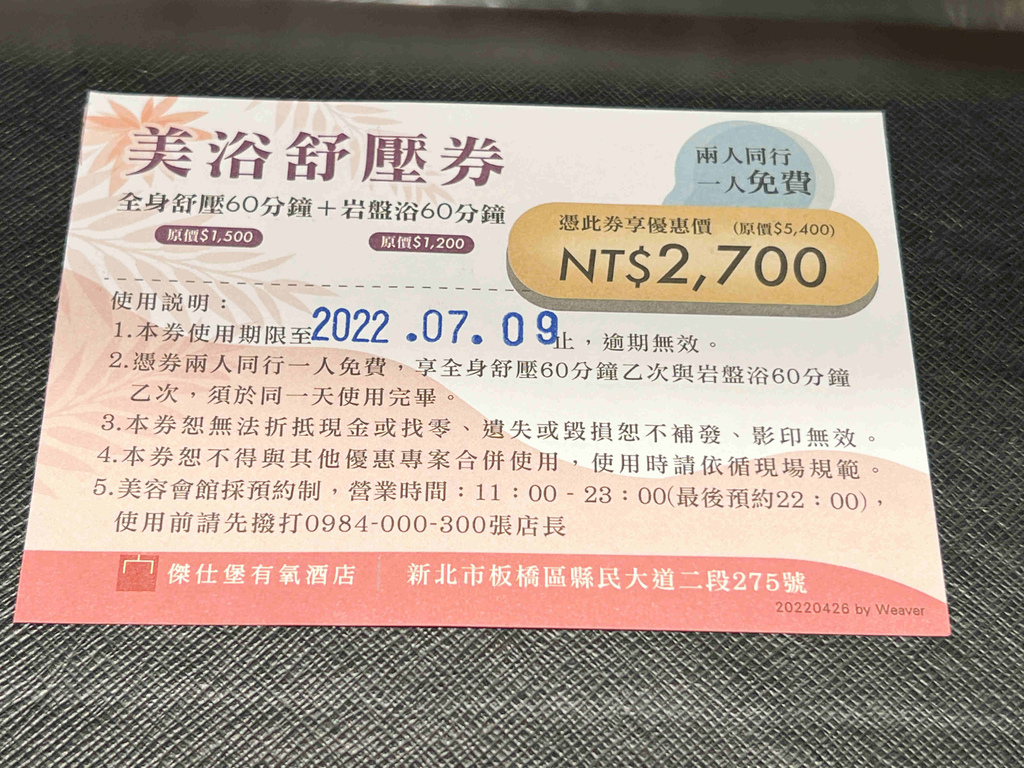 美浴舒壓券
全身舒壓60分鐘＋岩盤浴60分鐘
原價$1,500
原價$1,200
兩人同行
一人免費
憑此券享優惠價 (原價$5,400)
NT$2,700
使用說明：
1.本券使用期限至2022.07.09止，逾期無效。
2.憑券兩人同行一人免費，享全身舒壓60分鐘乙次與岩盤浴60分鐘
乙次，須於同一天使用完畢。
3.本券恕無法折抵現金或找零、遺失或毀損恕不補發、影印無效。
4.本券恕不得與其他優惠專案合併使用，使用時請依循現場規範。
5.美容會館採預約制，營業時間：11：00 - 23：00(最後預約22：00)，
使用前請先撥打0984-000-300張店長
傑仕堡有氧酒店 新北市板橋區縣民大道二段275號
20220426 by Weaver